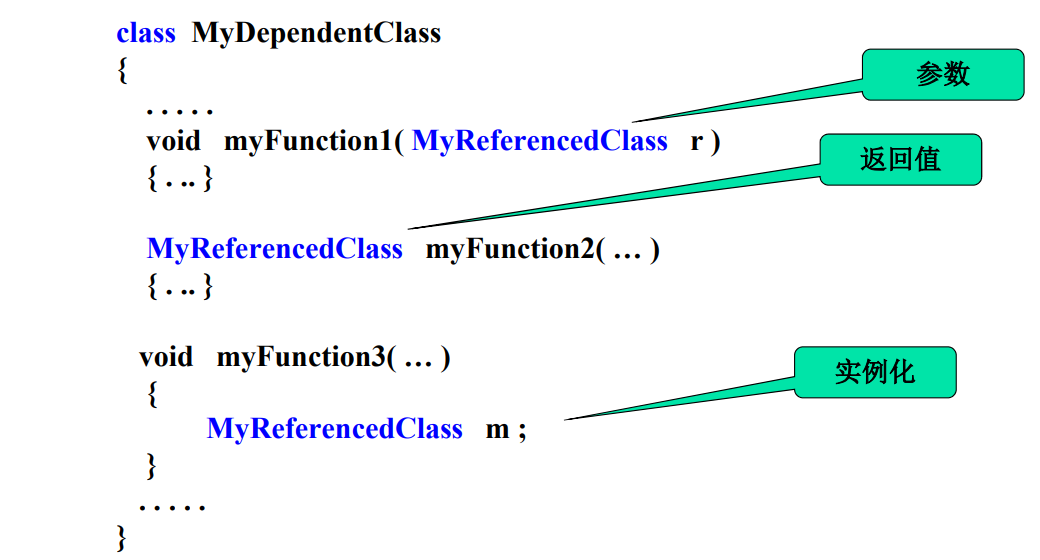 class MyDependentClass
{
. . . . .
参数
void myFunction1( MyReferencedClass r )
{ . .. }
返回值
MyReferencedClass myFunction2( … )
{ . .. }
void myFunction3( … )
{
实例化
MyReferencedClass m ;
}
. . . . .
}